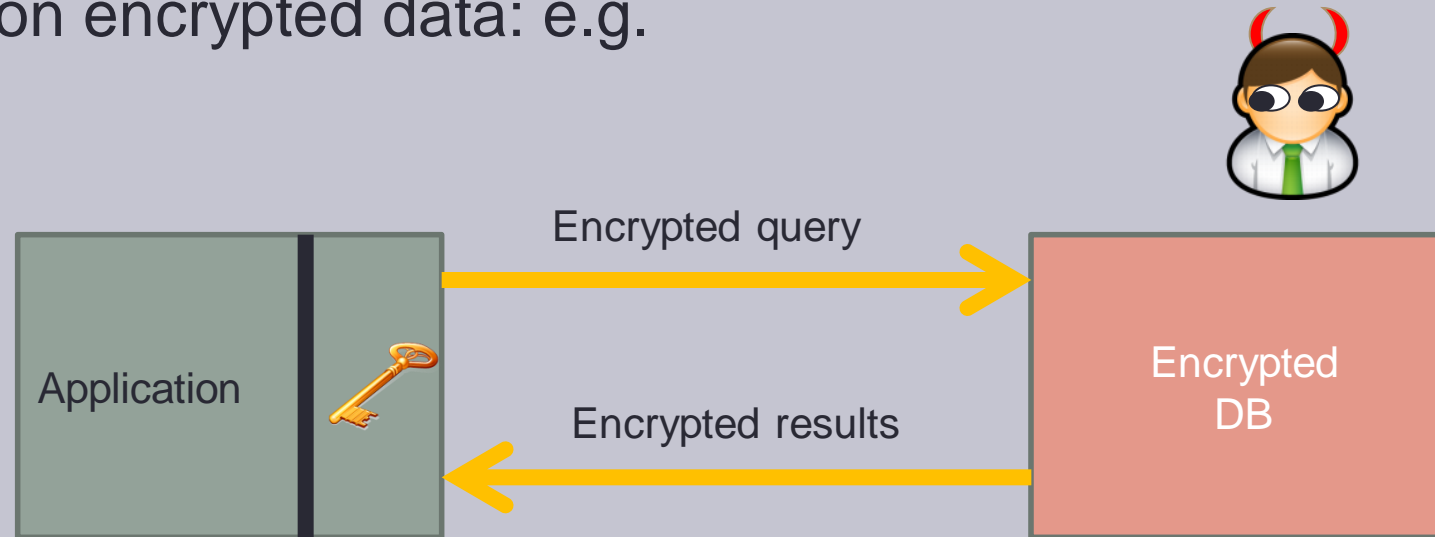 on encrypted data: e.g.
Encrypted query
Application
Encrypted
DB
Encrypted results